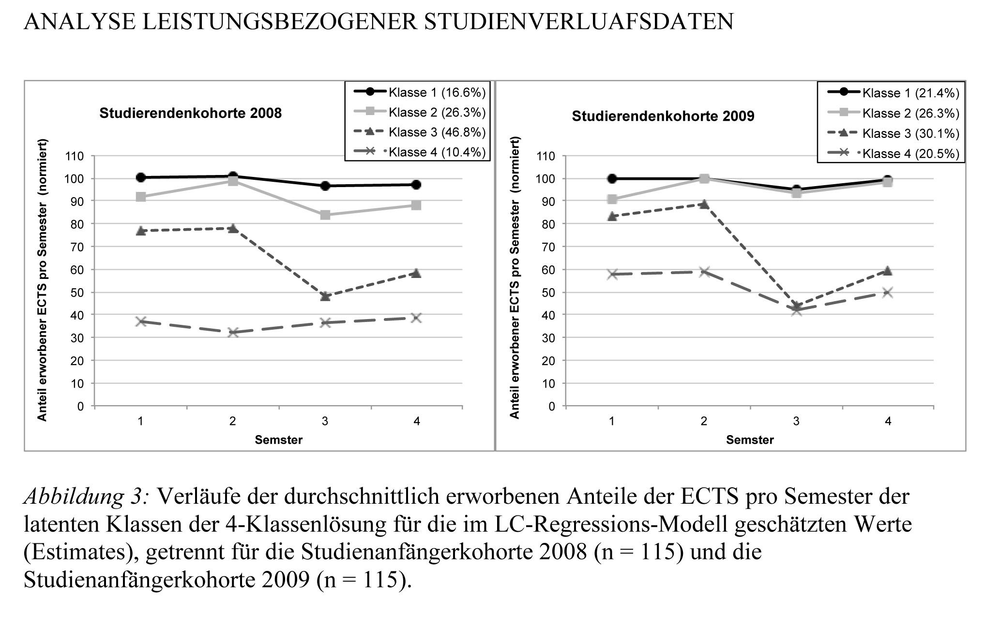 ANALYSE LEISTUNGSBEZOGENER STUDIENVERLUAFSDATEN
Studierendenkohorte 2008
Klasse 1 (16.6%)
Klasse 2 (26.3%)
Klasse 3 (46.8%)
Klasse 4 (10.4%)
Anteil erworbener ECTS pro Semester (normiert)
110
100
90
80
70
60
50
40
30
20
10
0
1 2 3 4
Semster
Studierendenkohorte 2009
Klasse 1 (21.4%)
Klasse 2 (26.3%)
Klasse 3 (30.1%)
Klasse 4 (20.5%)
Anteil erworbener ECTS pro Semester (normiert)
110
100
90
80
70
60
50
40
30
20
10
0
1 2 3 4
Semster
Abbildung 3: Verläufe der durchschnittlich erworbenen Anteile der ECTS pro Semester der
latenten Klassen der 4-Klassenlösung für die im LC-Regressions-Modell geschätzten Werte
(Estimates), getrennt für die Studienanfängerkohorte 2008 (n = 115) und die
Studienanfängerkohorte 2009 (n = 115).